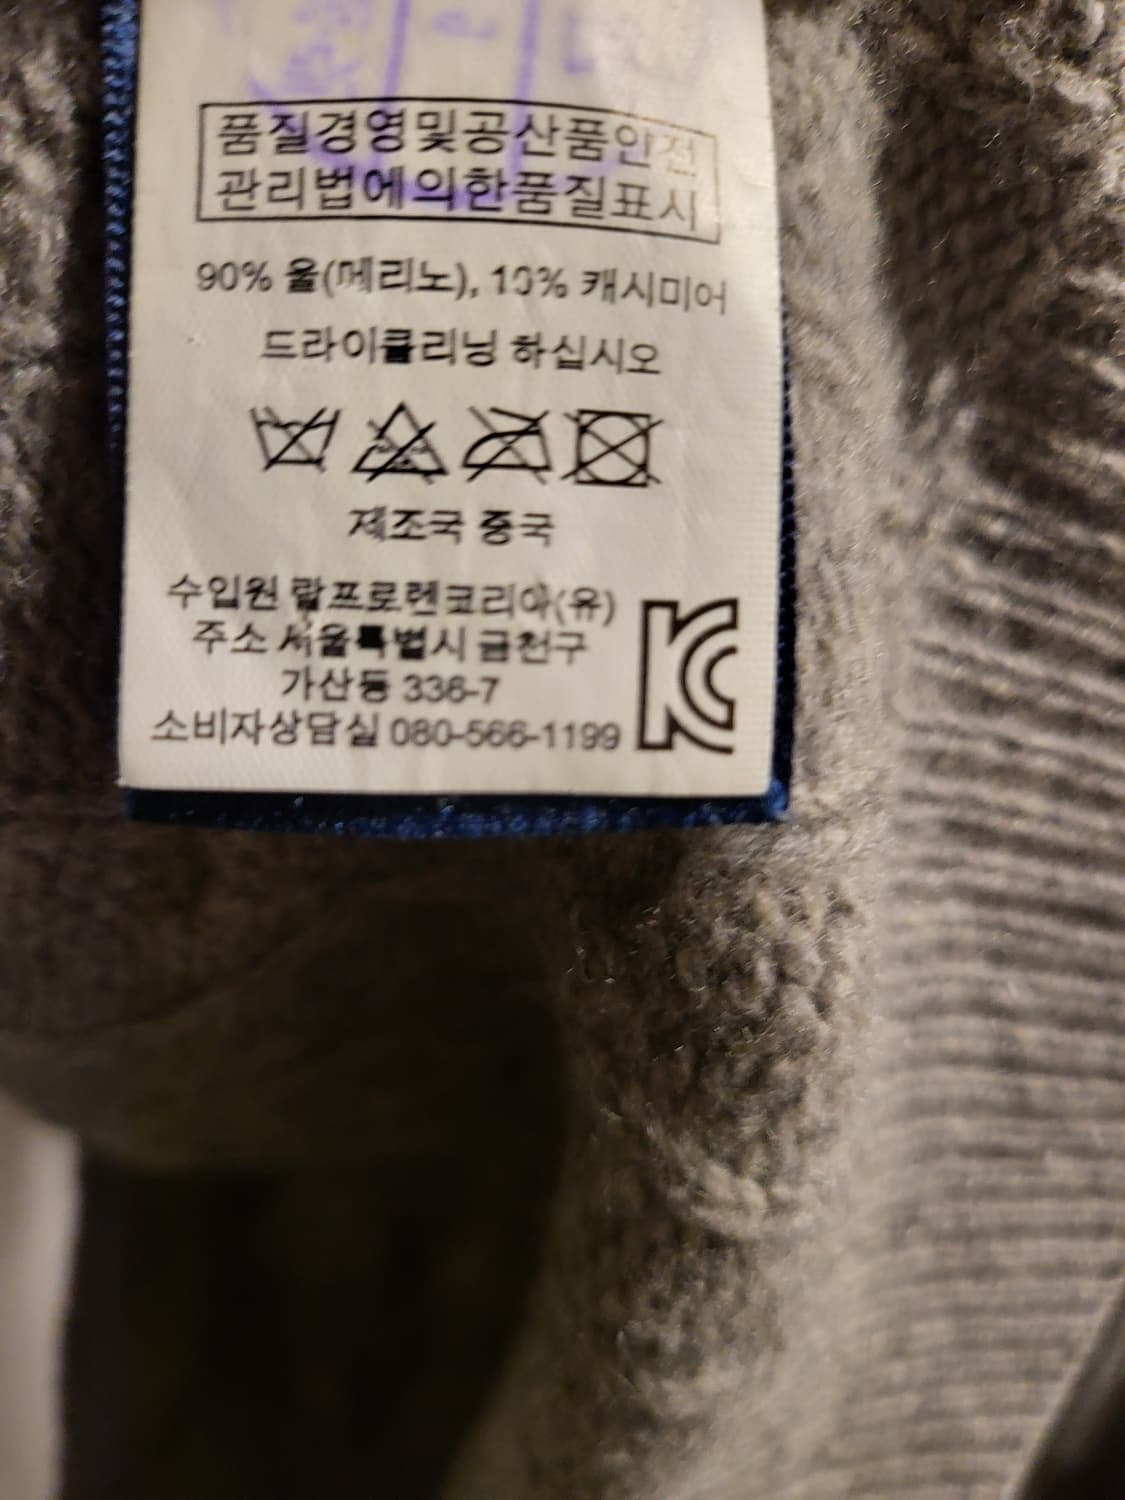 품질경영및공산품안전
관리법에의한품질표시
90% 울(메리노), 10% 캐시미어
드라이클리닝 하십시오
제조국 중국
수입원 랄프로렌코리아(유)
주소 서울특별시 금천구
가산동 336-7
소비자상담실 080-566-1199